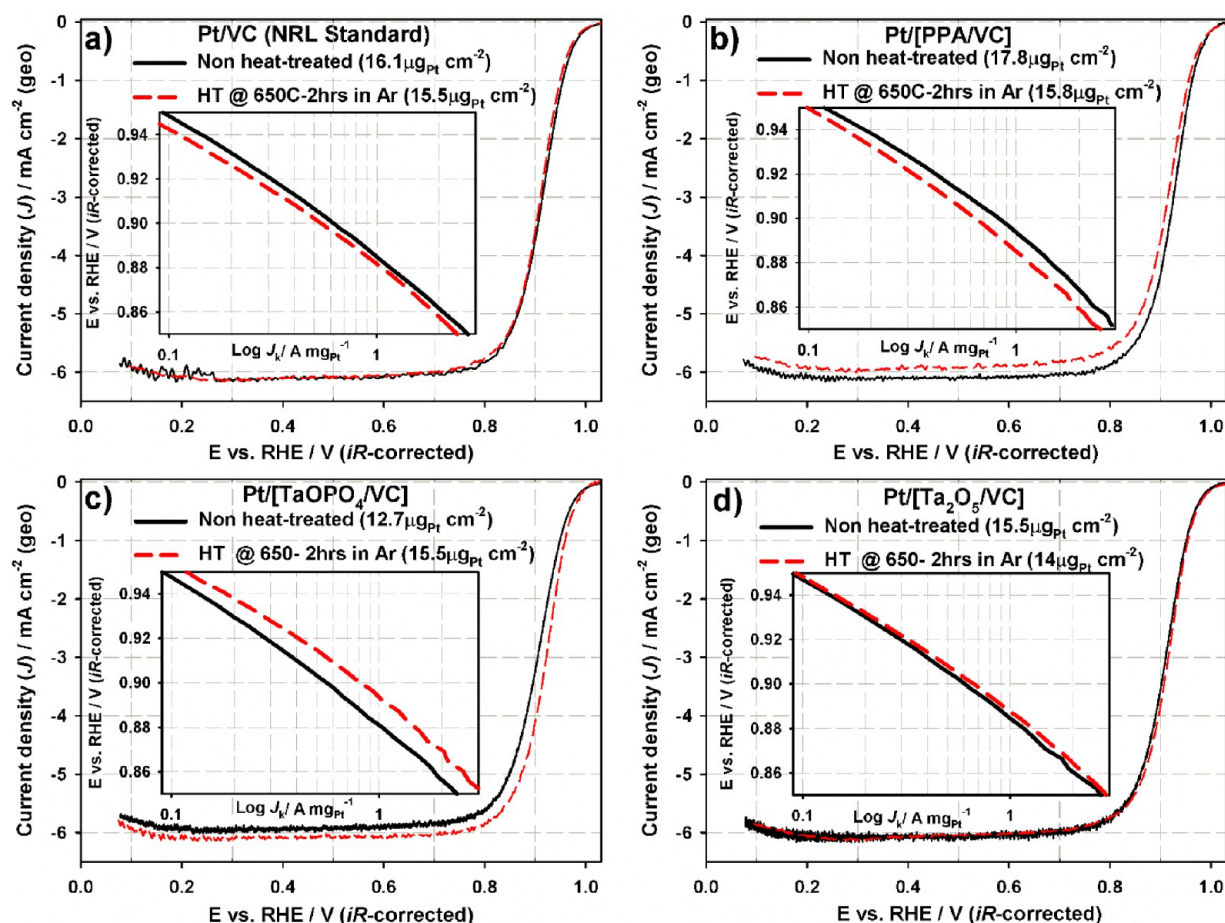 a)
Pt/VC (NRL Standard)
Non heat-treated (16.1µgPt cm-2)
HT @ 650C-2hrs in Ar (15.5µgPt cm-2)
0
-1
-2
-3
-4
-5
-6
Current density (J) / mA cm-2 (geo)
0.94
0.92
0.90
0.88
0.86
E vs. RHE / V (iR-corrected)
0.1
1
Log Jk/ A mgPt-1
0.0
0.2
0.4
0.6
0.8
1.0
E vs. RHE / V (iR-corrected)
b)
Pt/[PPA/VC]
Non heat-treated (17.8µgPt cm-2)
HT @ 650C-2hrs in Ar (15.8µgPt cm-2)
0
-1
-2
-3
-4
-5
-6
Current density (J) / mA cm-2 (geo)
0.94
0.92
0.90
0.88
0.86
E vs. RHE / V (iR-corrected)
0.1
1
Log Jk/ A mgPt-1
0.0
0.2
0.4
0.6
0.8
1.0
E vs. RHE / V (iR-corrected)
c)
Pt/[TaOPO4/VC]
Non heat-treated (12.7µgPt cm-2)
HT @ 650- 2hrs in Ar (15.5µgPt cm-2)
0
-1
-2
-3
-4
-5
-6
Current density (J) / mA cm-2 (geo)
0.94
0.92
0.90
0.88
0.86
E vs. RHE / V (iR-corrected)
0.1
1
Log Jk/ A mgPt-1
0.0
0.2
0.4
0.6
0.8
1.0
E vs. RHE / V (iR-corrected)
d)
Pt/[Ta2O5/VC]
Non heat-treated (15.5µgPt cm-2)
HT @ 650- 2hrs in Ar (14µgPt cm-2)
0
-1
-2
-3
-4
-5
-6
Current density (J) / mA cm-2 (geo)
0.94
0.92
0.90
0.88
0.86
E vs. RHE / V (iR-corrected)
0.1
1
Log Jk/ A mgPt-1
0.0
0.2
0.4
0.6
0.8
1.0
E vs. RHE / V (iR-corrected)